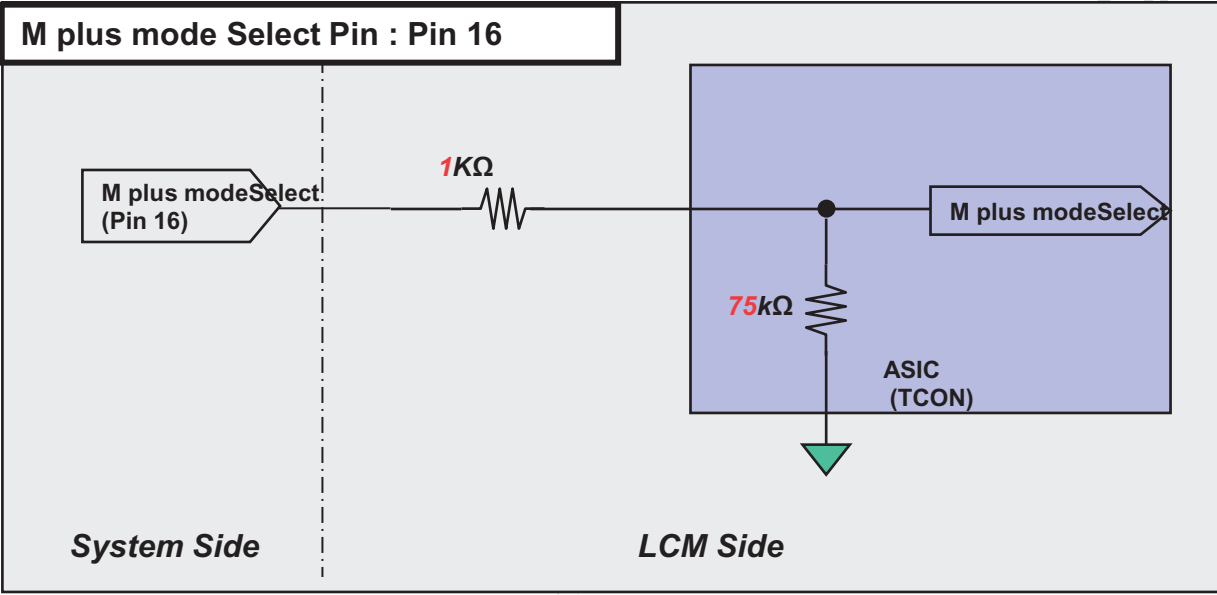 M plus mode Select Pin : Pin 16
1KΩ
M plus modeSelect
(Pin 16)
M plus modeSelect
75kΩ
ASIC
(TCON)
System Side
LCM Side